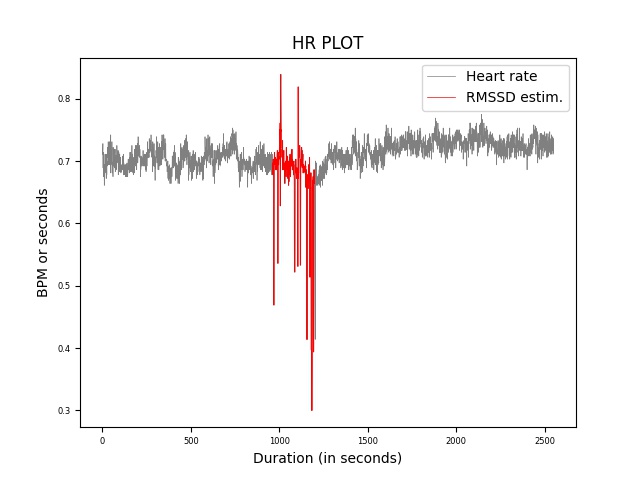 HR PLOT
Heart rate
RMSSD estim.
BPM or seconds
0.8
0.7
0.6
0.5
0.4
0.3
0
500
1000
1500
2000
2500
Duration (in seconds)